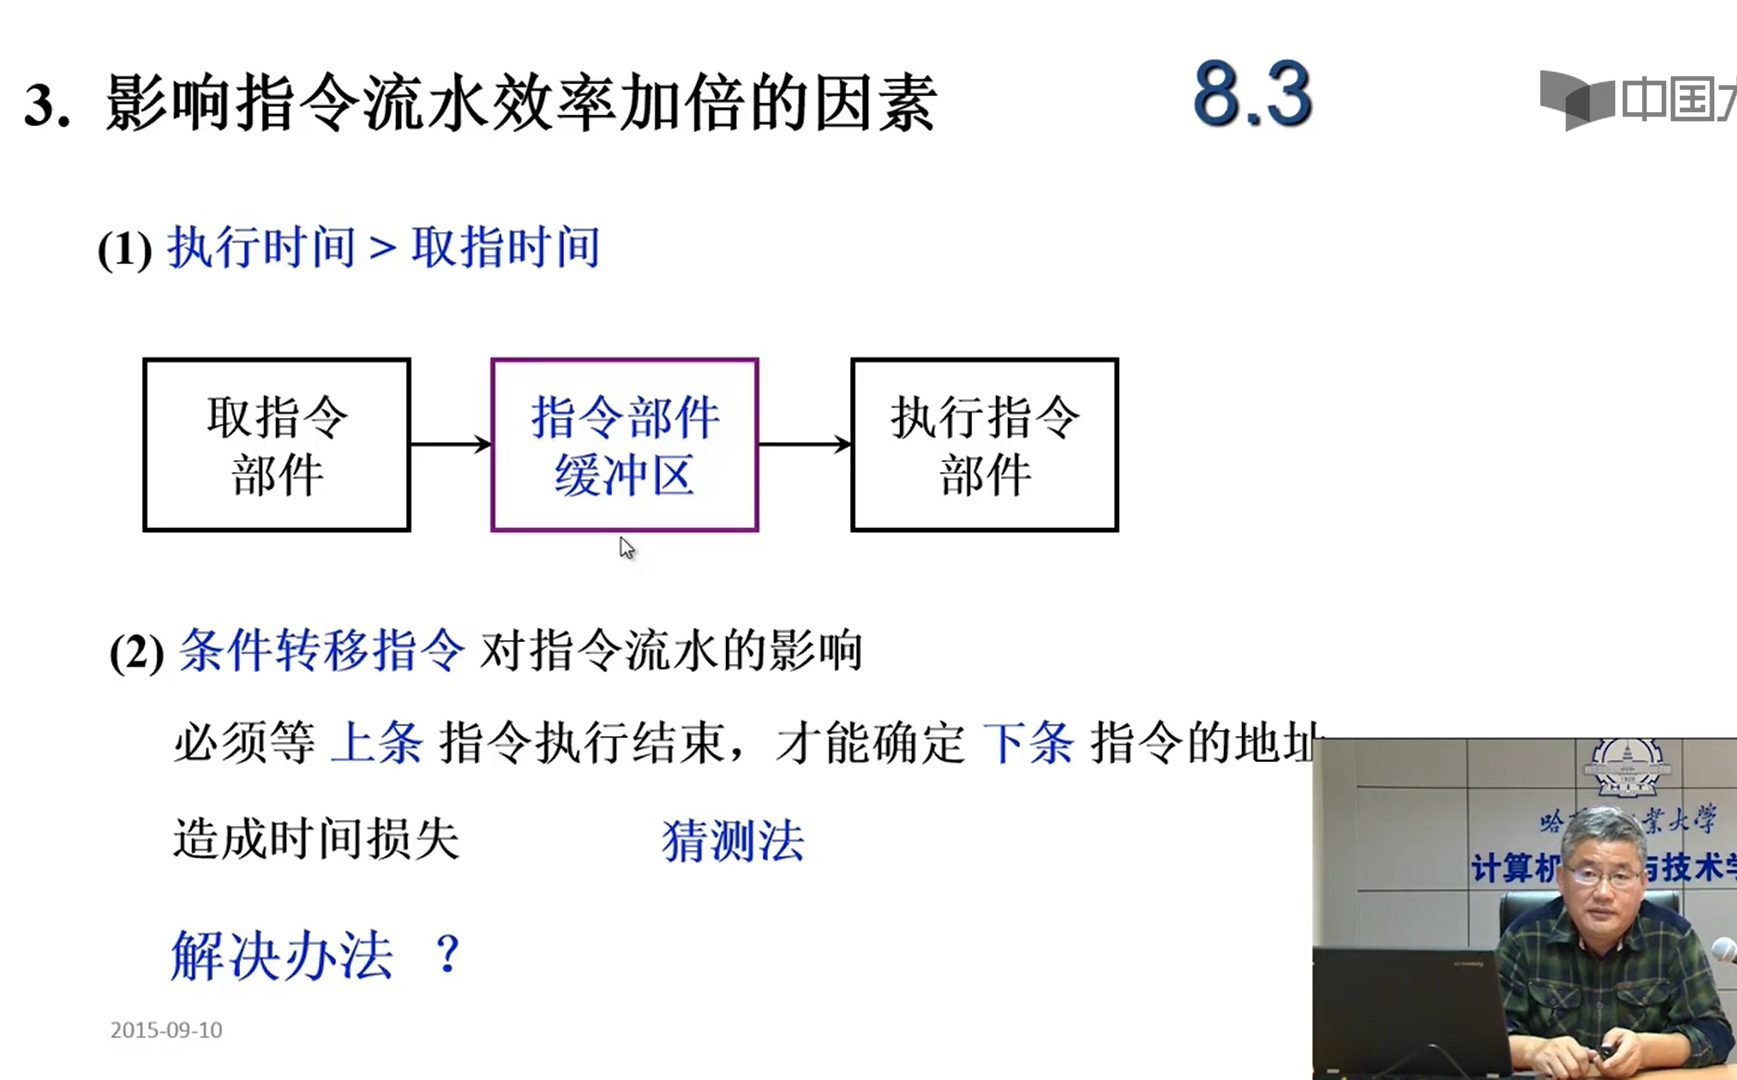 3. 影响指令流水效率加倍的因素
8.3
中国
(1) 执行时间 > 取指时间
取指令
部件
指令部件
缓冲区
执行指令
部件
(2) 条件转移指令 对指令流水的影响
必须等 上条 指令执行结束，才能确定 下条 指令的地址
造成时间损失
猜测法
解决办法 ？
2015-09-10
HIT
哈 业大学
计算机 与技术学